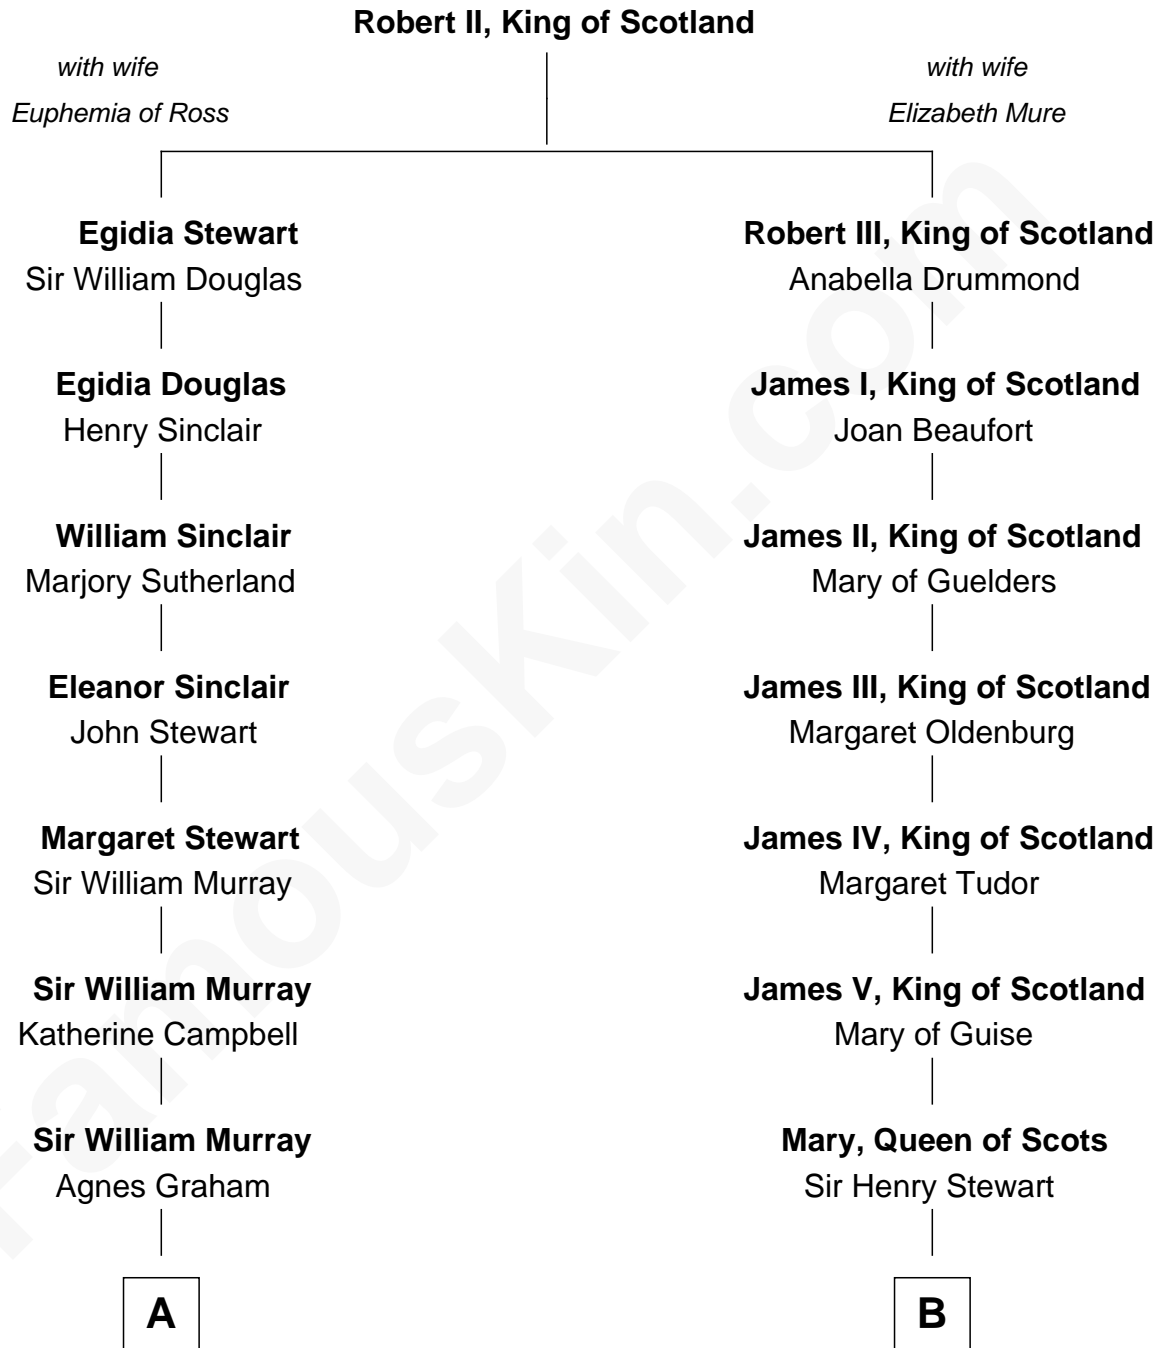 Robert II, King of Scotland
with wife
Euphemia of Ross
with wife
Elizabeth Mure
Egidia Stewart
Sir William Douglas
Robert III, King of Scotland
Anabella Drummond
Egidia Douglas
Henry Sinclair
James I, King of Scotland
Joan Beaufort
William Sinclair
Marjory Sutherland
James II, King of Scotland
Mary of Guelders
Eleanor Sinclair
John Stewart
James III, King of Scotland
Margaret Oldenburg
Margaret Stewart
Sir William Murray
James IV, King of Scotland
Margaret Tudor
Sir William Murray
Katherine Campbell
James V, King of Scotland
Mary of Guise
Sir William Murray
Agnes Graham
Mary, Queen of Scots
Sir Henry Stewart
A
B
FamousKin.com